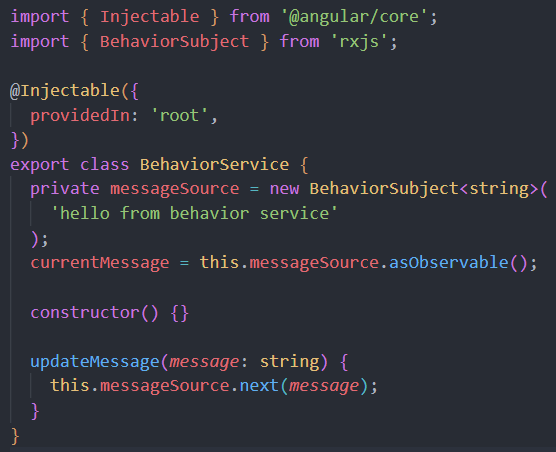 import { Injectable } from '@angular/core';
import { BehaviorSubject } from 'rxjs';

@Injectable({
  providedIn: 'root',
})
export class BehaviorService {
  private messageSource = new BehaviorSubject<string>(
    'hello from behavior service'
  );
  currentMessage = this.messageSource.asObservable();

  constructor() {}

  updateMessage(message: string) {
    this.messageSource.next(message);
  }
}